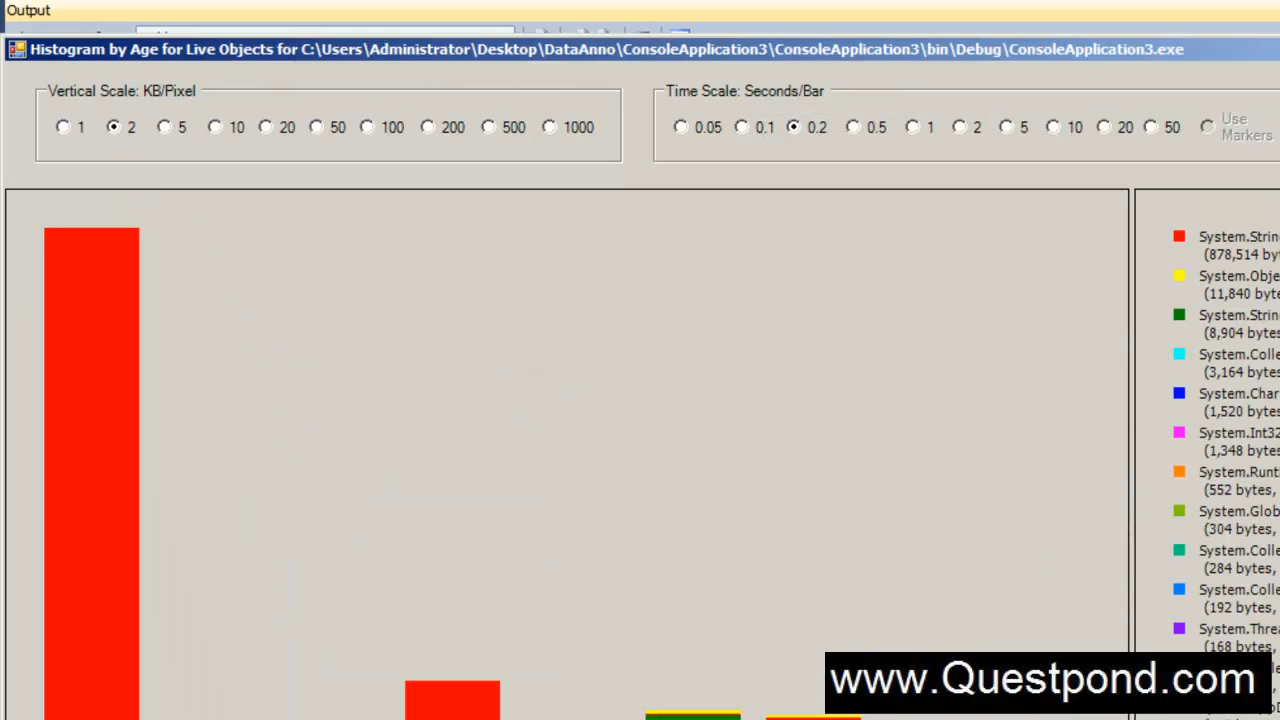 Output
Histogram by Age for Live Objects for C:\Users\Administrator\Desktop\DataAnno\ConsoleApplication3\ConsoleApplication3\bin\Debug\ConsoleApplication3.exe
Vertical Scale: KB/Pixel
1 2 5 10 20 50 100 200 500 1000
Time Scale: Seconds/Bar
0.05 0.1 0.2 0.5 1 2 5 10 20 50 Use Markers
System.Strin
(878,514 byt
System.Obje
(11,840 byte
System.Strin
(8,904 bytes
System.Colle
(3,164 bytes
System.Char
(1,520 bytes
System.Int32
(1,348 bytes
System.Runti
(552 bytes,
System.Glob
(304 bytes,
System.Colle
(284 bytes,
System.Colle
(192 bytes,
System.Threa
(168 bytes,
www.Questpond.com